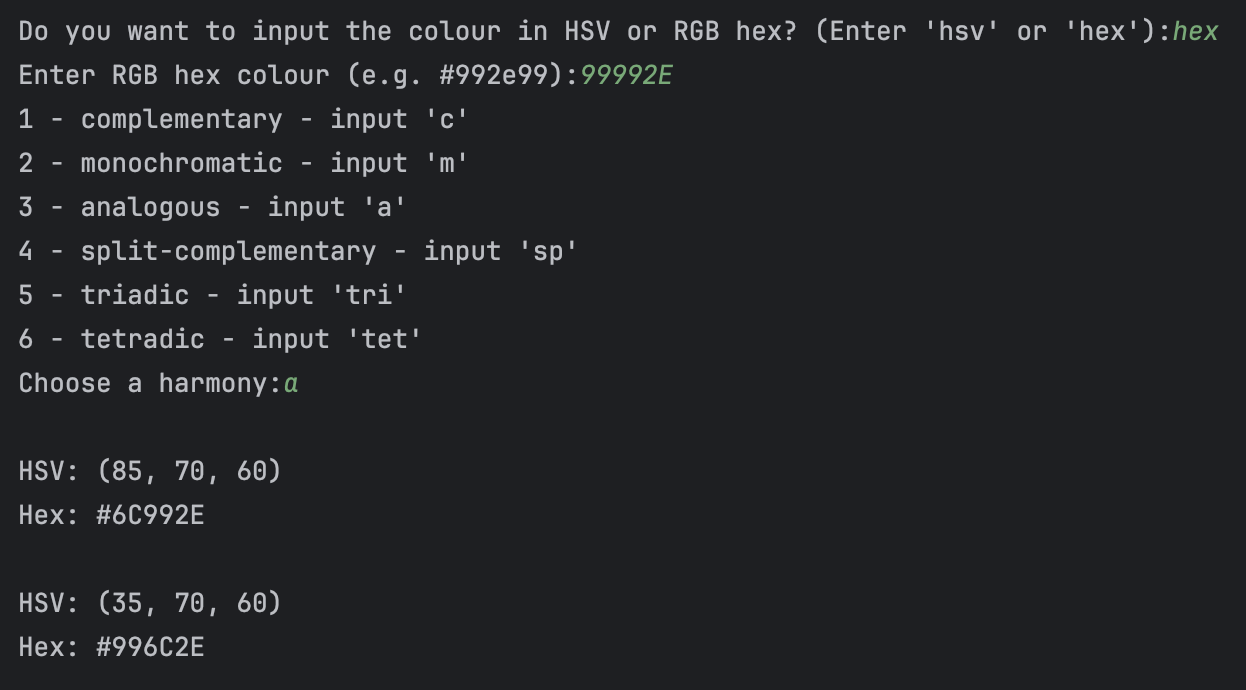 Do you want to input the colour in HSV or RGB hex? (Enter 'hsv' or 'hex'):hex
Enter RGB hex colour (e.g. #992e99):99992E
1 - complementary - input 'c'
2 - monochromatic - input 'm'
3 - analogous - input 'a'
4 - split-complementary - input 'sp'
5 - triadic - input 'tri'
6 - tetradic - input 'tet'
Choose a harmony:a
HSV: (85, 70, 60)
Hex: #6C992E
HSV: (35, 70, 60)
Hex: #996C2E